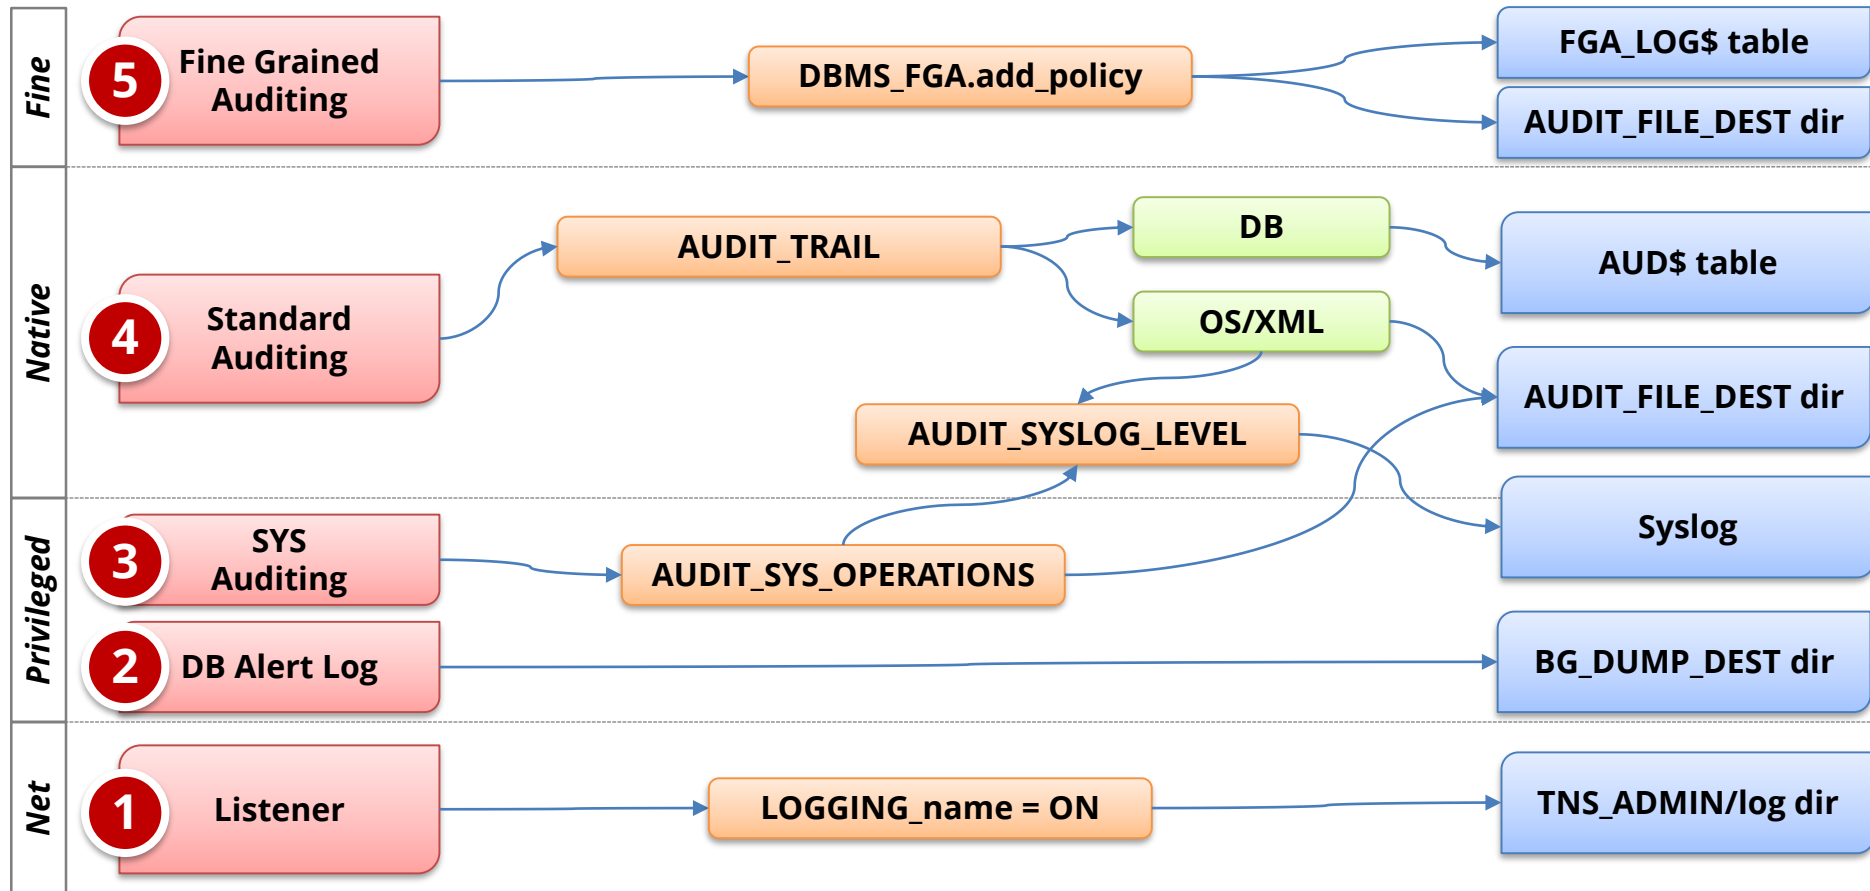 Fine
5
Fine Grained
Auditing
DBMS_FGA.add_policy
FGA_LOG$ table
AUDIT_FILE_DEST dir
Native
4
Standard
Auditing
AUDIT_TRAIL
DB
OS/XML
AUD$ table
AUDIT_SYSLOG_LEVEL
AUDIT_FILE_DEST dir
Privileged
3
SYS
Auditing
AUDIT_SYS_OPERATIONS
Syslog
2
DB Alert Log
BG_DUMP_DEST dir
Net
1
Listener
LOGGING_name = ON
TNS_ADMIN/log dir